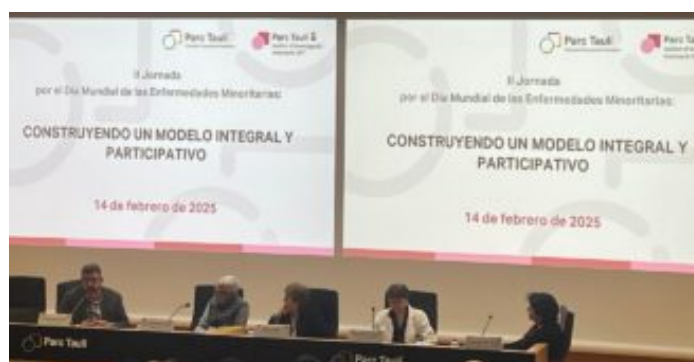 Parc Taulí
Parc Taulí
II Jornada
por el Día Mundial de las Enfermedades Minoritarias:
CONSTRUYENDO UN MODELO INTEGRAL Y
PARTICIPATIVO
14 de febrero de 2025
Parc Taulí
Parc Ta
II Jornada
por el Día Mundial de las Enfermedades Minoritarias:
CONSTRUYENDO UN MODELO INTEGRAL Y
PARTICIPATIVO
14 de febrero de 2025
Parc Taulí
Parc Taulí